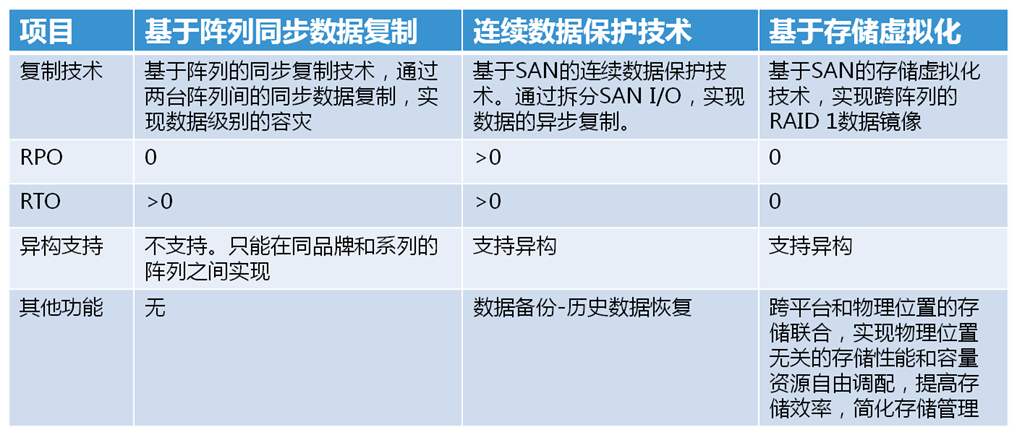 项目
基于阵列同步数据复制
连续数据保护技术
基于存储虚拟化
复制技术
基于阵列的同步复制技术，通过
两台阵列间的同步数据复制，实
现数据级别的容灾
基于SAN的连续数据保护技
术。通过拆分SAN I/O，实现
数据的异步复制。
基于SAN的存储虚拟化
技术，实现跨阵列的
RAID 1数据镜像
RPO
0
>0
0
RTO
>0
>0
0
异构支持
不支持。只能在同品牌和系列的
阵列之间实现
支持异构
支持异构
其他功能
无
数据备份-历史数据恢复
跨平台和物理位置的存
储联合，实现物理位置
无关的存储性能和容量
资源自由调配，提高存
储效率，简化存储管理